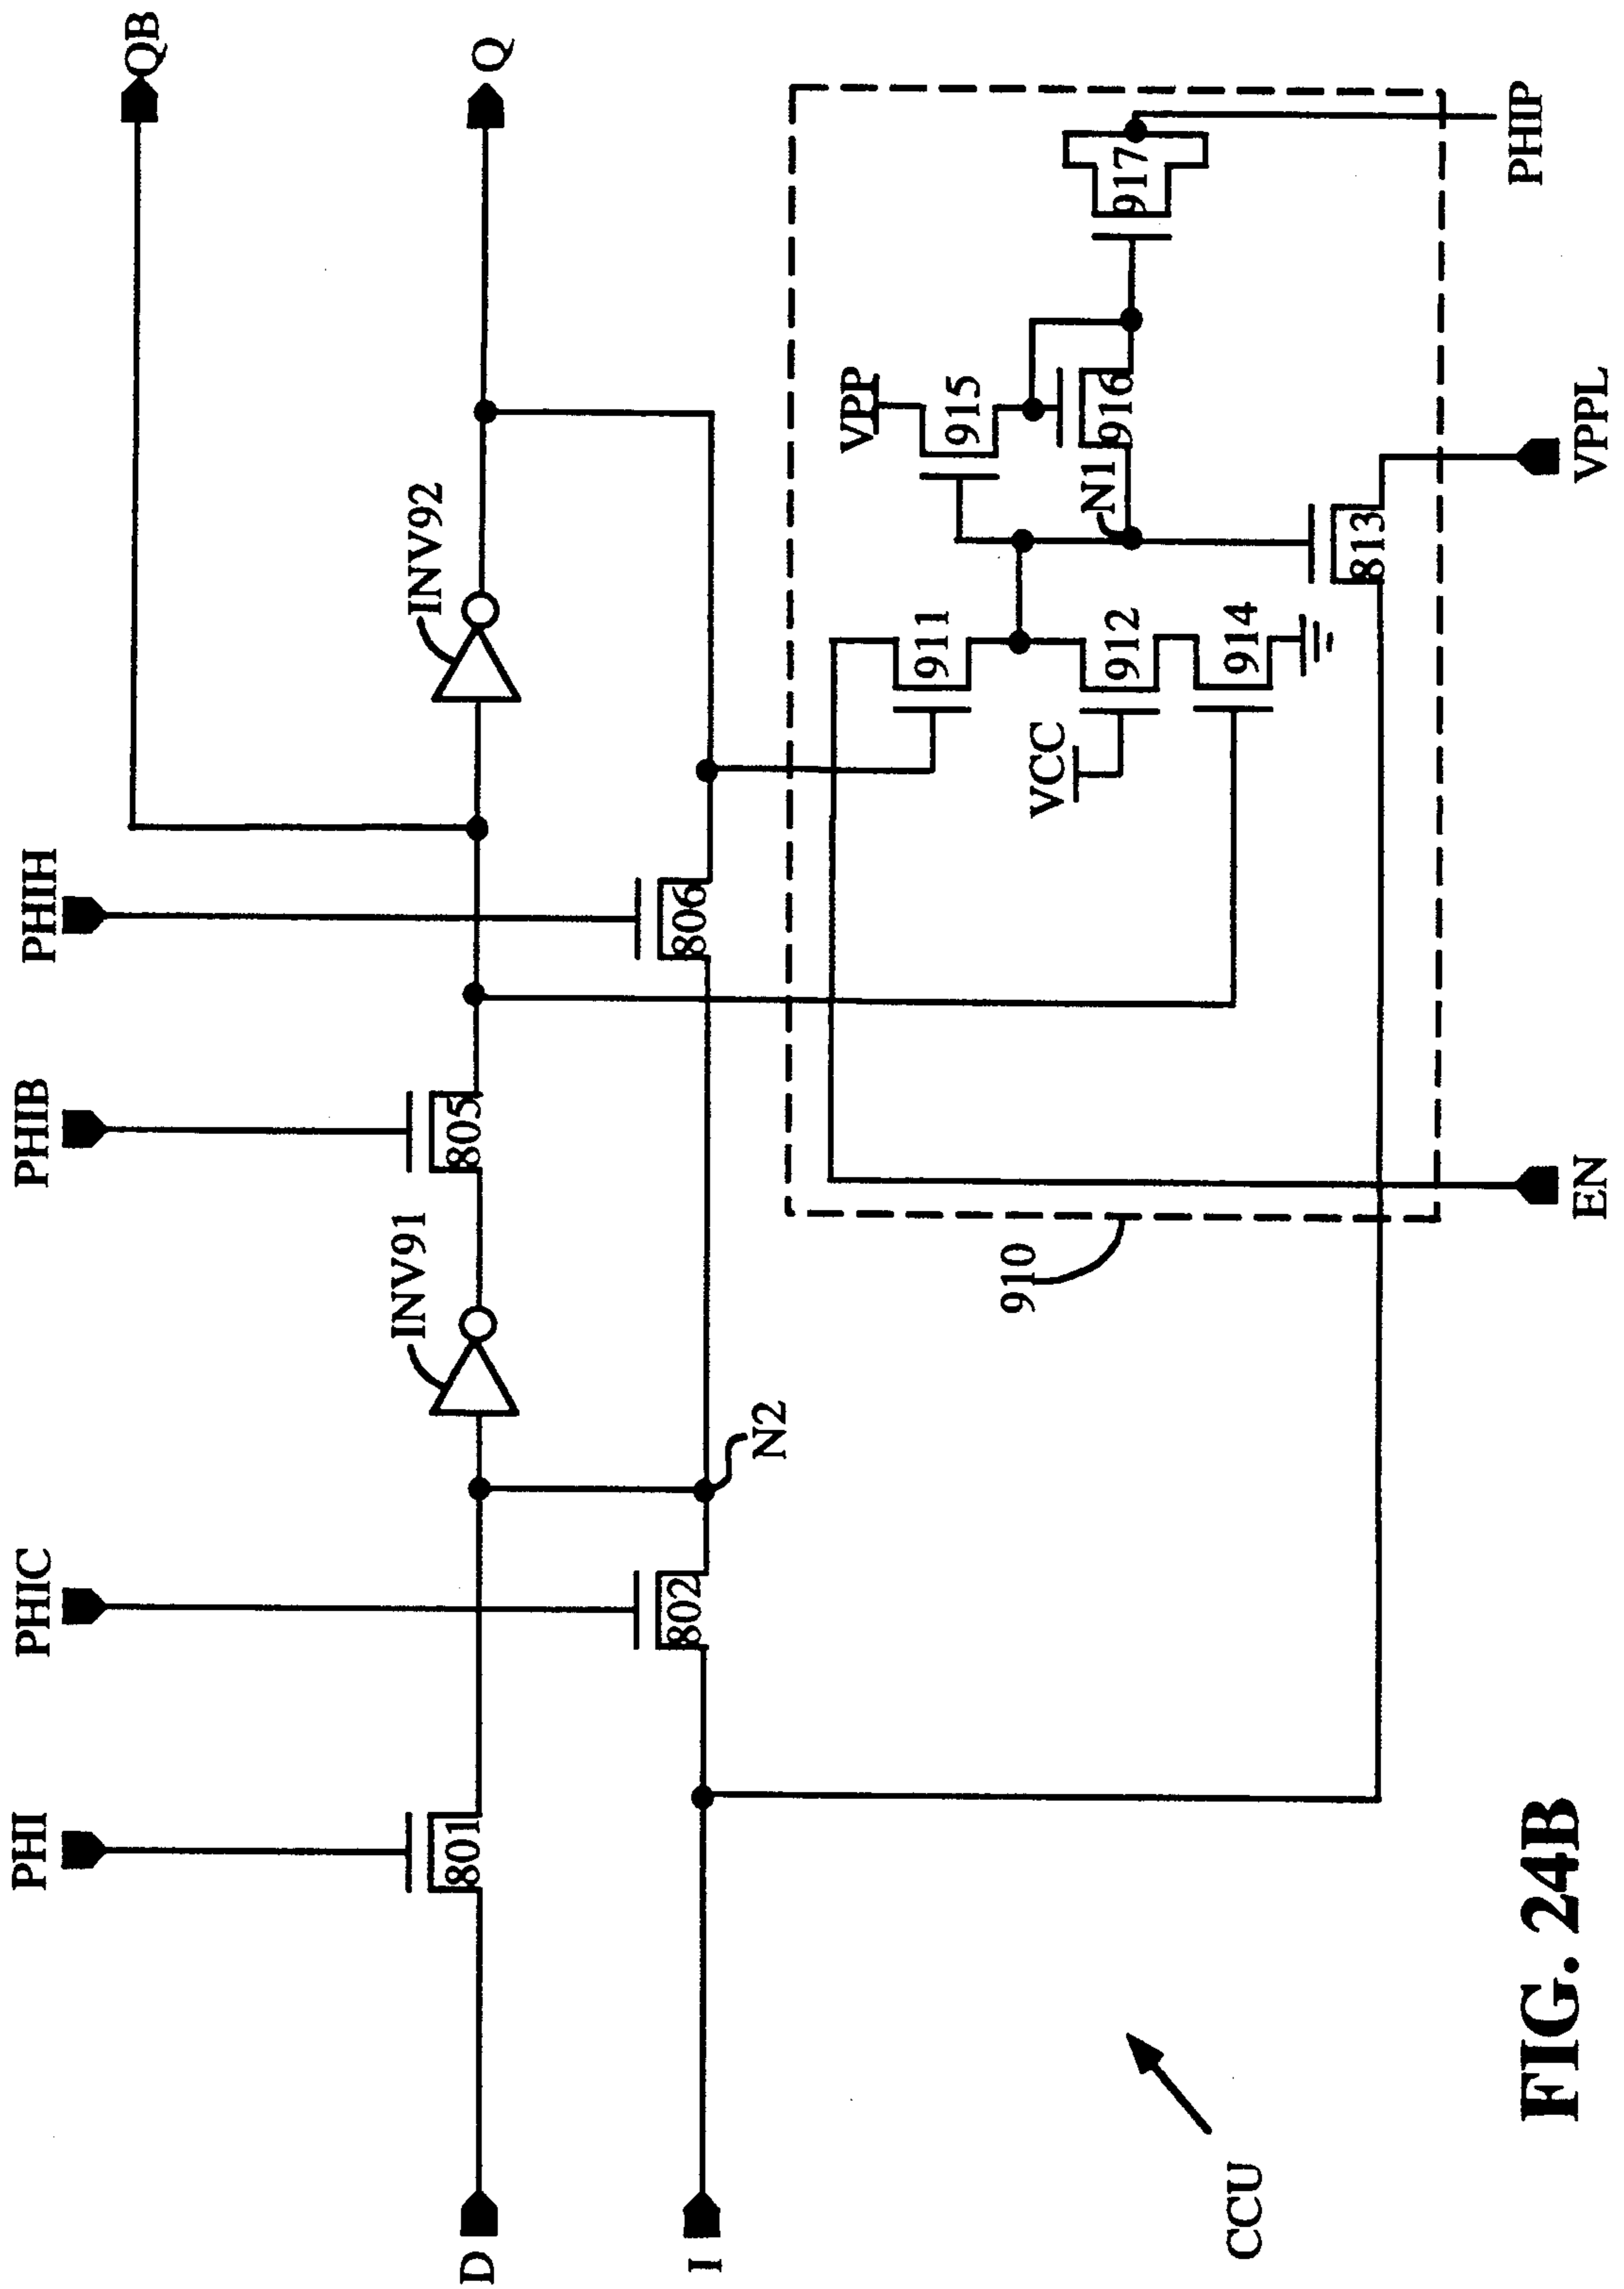 PHI
PHIC
PHIB
PHIH
QB
D
801
INV91
805
INV92
Q
I
802
N2
806
910
911
VCC
912
914
VPP
915
N1
916
917
813
EN
VPPL
PHIP
CCU
FIG. 24B